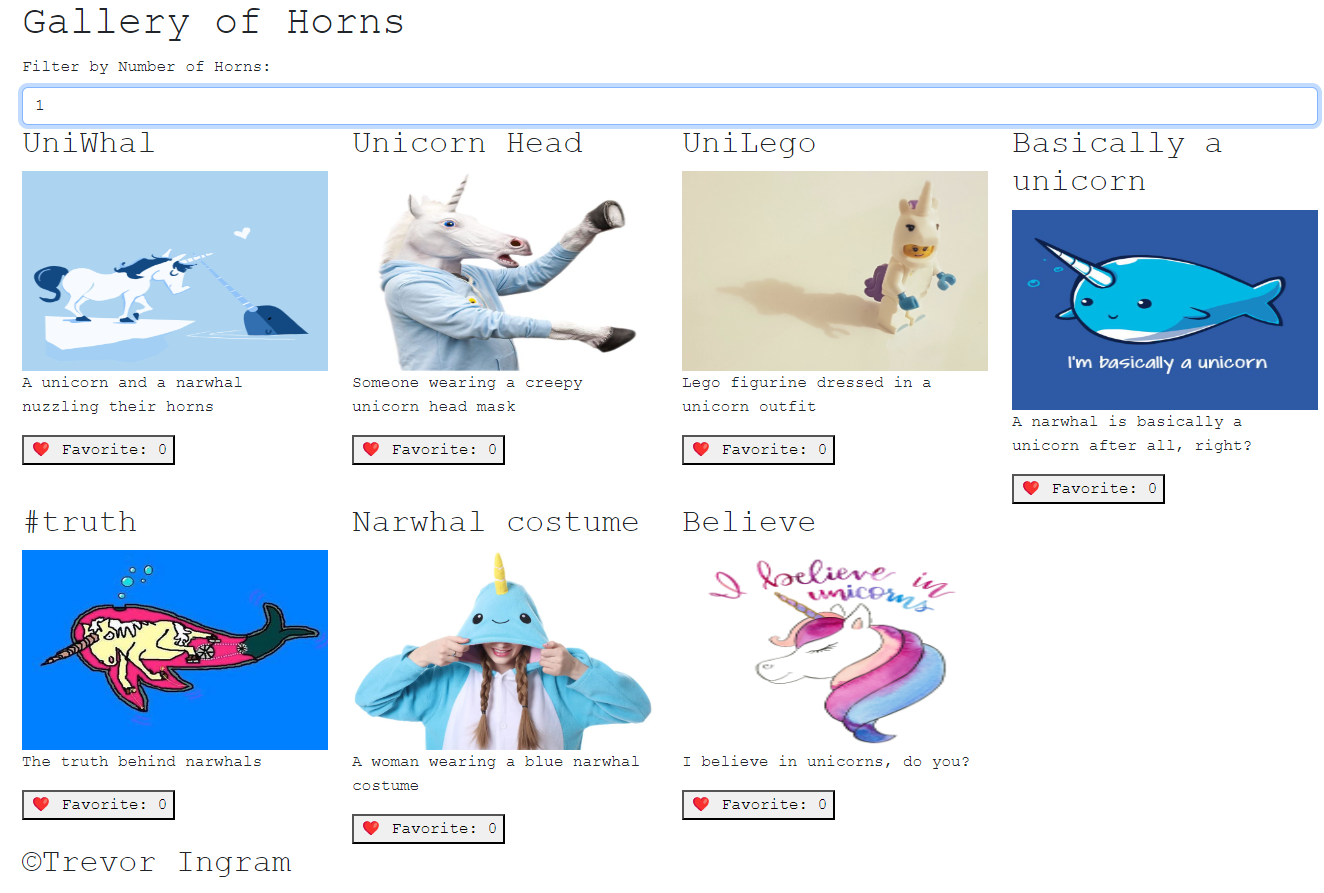 Gallery of Horns
Filter by Number of Horns:
1
UniWhal
A unicorn and a narwhal
nuzzling their horns
❤️ Favorite: 0
Unicorn Head
Someone wearing a creepy
unicorn head mask
❤️ Favorite: 0
UniLego
Lego figurine dressed in a
unicorn outfit
❤️ Favorite: 0
Basically a
unicorn
I'm basically a unicorn
A narwhal is basically a
unicorn after all, right?
❤️ Favorite: 0
#truth
The truth behind narwhals
❤️ Favorite: 0
Narwhal costume
A woman wearing a blue narwhal
costume
❤️ Favorite: 0
Believe
I believe in
unicorns
I believe in unicorns, do you?
❤️ Favorite: 0
©Trevor Ingram